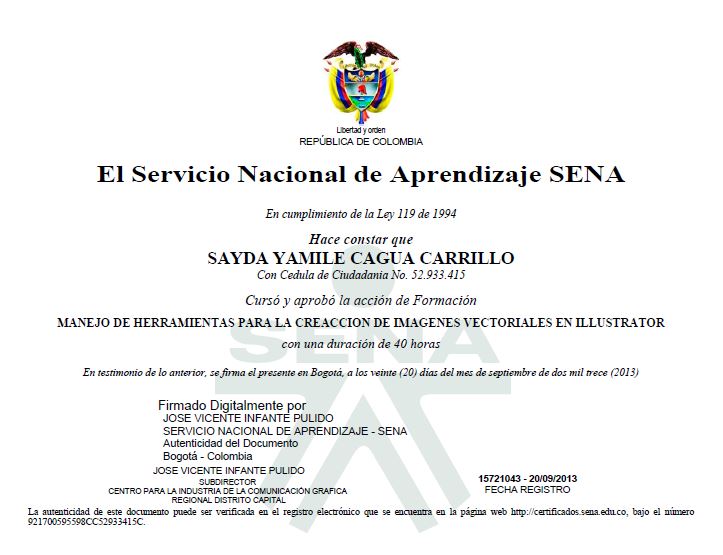 Libertad y orden
REPÚBLICA DE COLOMBIA
El Servicio Nacional de Aprendizaje SENA
En cumplimiento de la Ley 119 de 1994
Hace constar que
SAYDA YAMILE CAGUA CARRILLO
Con Cedula de Ciudadania No. 52.933.415
Cursó y aprobó la acción de Formación
MANEJO DE HERRAMIENTAS PARA LA CREACCION DE IMAGENES VECTORIALES EN ILLUSTRATOR
SENA
con una duración de 40 horas
En testimonio de lo anterior, se firma el presente en Bogotá, a los veinte (20) días del mes de septiembre de dos mil trece (2013)
Firmado Digitalmente por
JOSE VICENTE INFANTE PULIDO
SERVICIO NACIONAL DE APRENDIZAJE - SENA
Autenticidad del Documento
Bogotá - Colombia
JOSE VICENTE INFANTE PULIDO
SUBDIRECTOR
CENTRO PARA LA INDUSTRIA DE LA COMUNICACIÓN GRAFICA
REGIONAL DISTRITO CAPITAL
15721043 - 20/09/2013
FECHA REGISTRO
La autenticidad de este documento puede ser verificada en el registro electrónico que se encuentra en la página web http://certificados.sena.edu.co, bajo el número
921700595598CC52933415C.